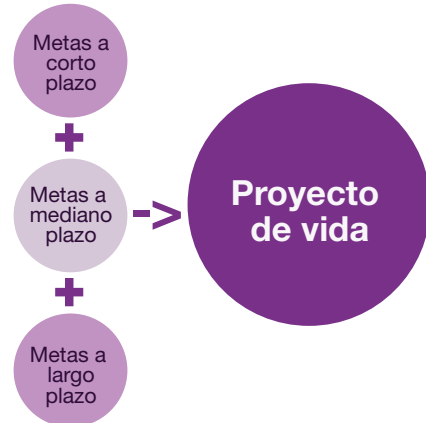 Metas a
corto
plazo
+
Metas a
mediano
plazo
->
Proyecto
de vida
+
Metas a
largo
plazo